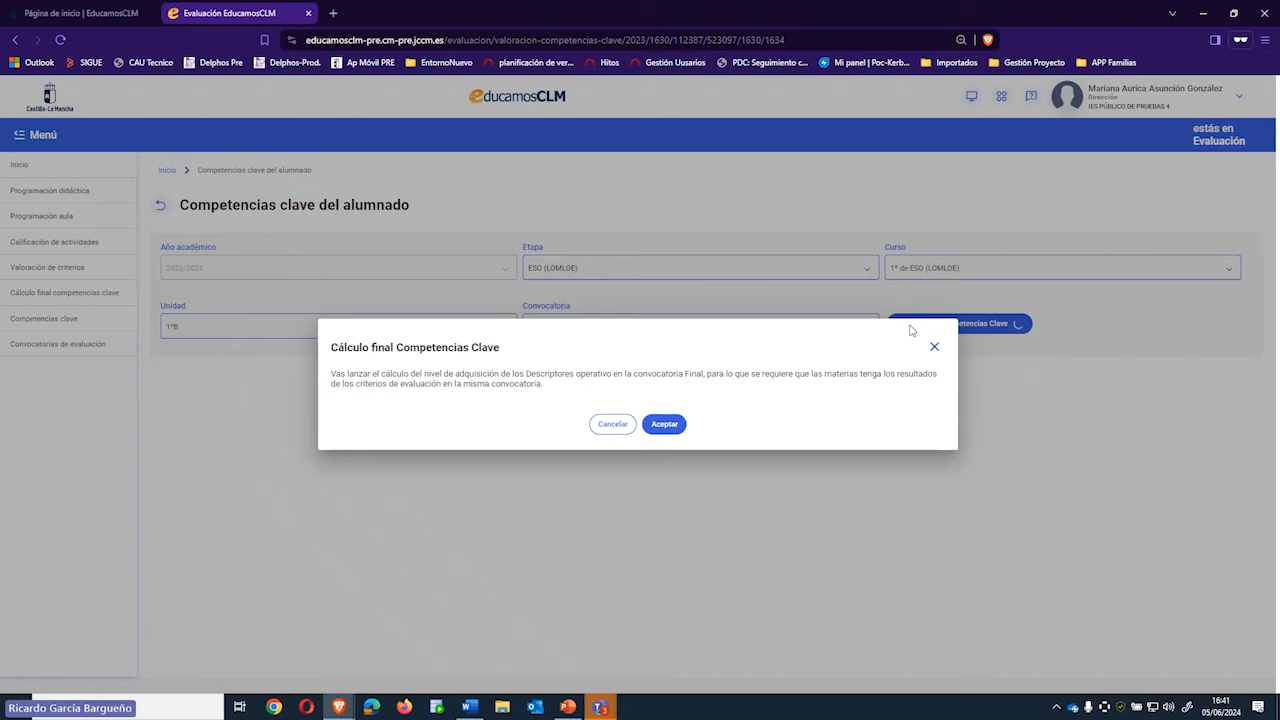 Página de inicio | EducamosCLM
Evaluación EducamosCLM
educamosclm-pre.cm-pre.jccm.es/evaluacion/valoracion-competencias-clave/2023/1630/112387/523097/1630/1634
Outlook
SIGUE
CAU Tecnico
Delphos Pre
Delphos-Prod.
Ap Móvil PRE
EntornoNuevo
planificación de ver...
Hitos
Gestión Usuarios
PDC: Seguimiento c...
Mi panel | Poc-Kerb...
Importados
Gestión Proyecto
APP Familias
Castilla-La Mancha
educamosCLM
Mariana Aurica Asunción González
Dirección
IES PÚBLICO DE PRUEBAS 4
Menú
estás en
Evaluación
Inicio
Programación didáctica
Programación aula
Calificación de actividades
Valoración de criterios
Cálculo final competencias clave
Competencias clave
Convocatorias de evaluación
Inicio
Competencias clave del alumnado
Competencias clave del alumnado
Año académico
Etapa
Curso
2023/2024
ESO (LOMLOE)
1º de ESO (LOMLOE)
Unidad
Convocatoria
1ºB
petencias Clave
Cálculo final Competencias Clave
Vas lanzar el cálculo del nivel de adquisición de los Descriptores operativo en la convocatoria Final, para lo que se requiere que las materias tenga los resultados
de los criterios de evaluación en la misma convocatoria.
Cancelar
Aceptar
Ricardo García Bargueño
16:41
05/06/2024